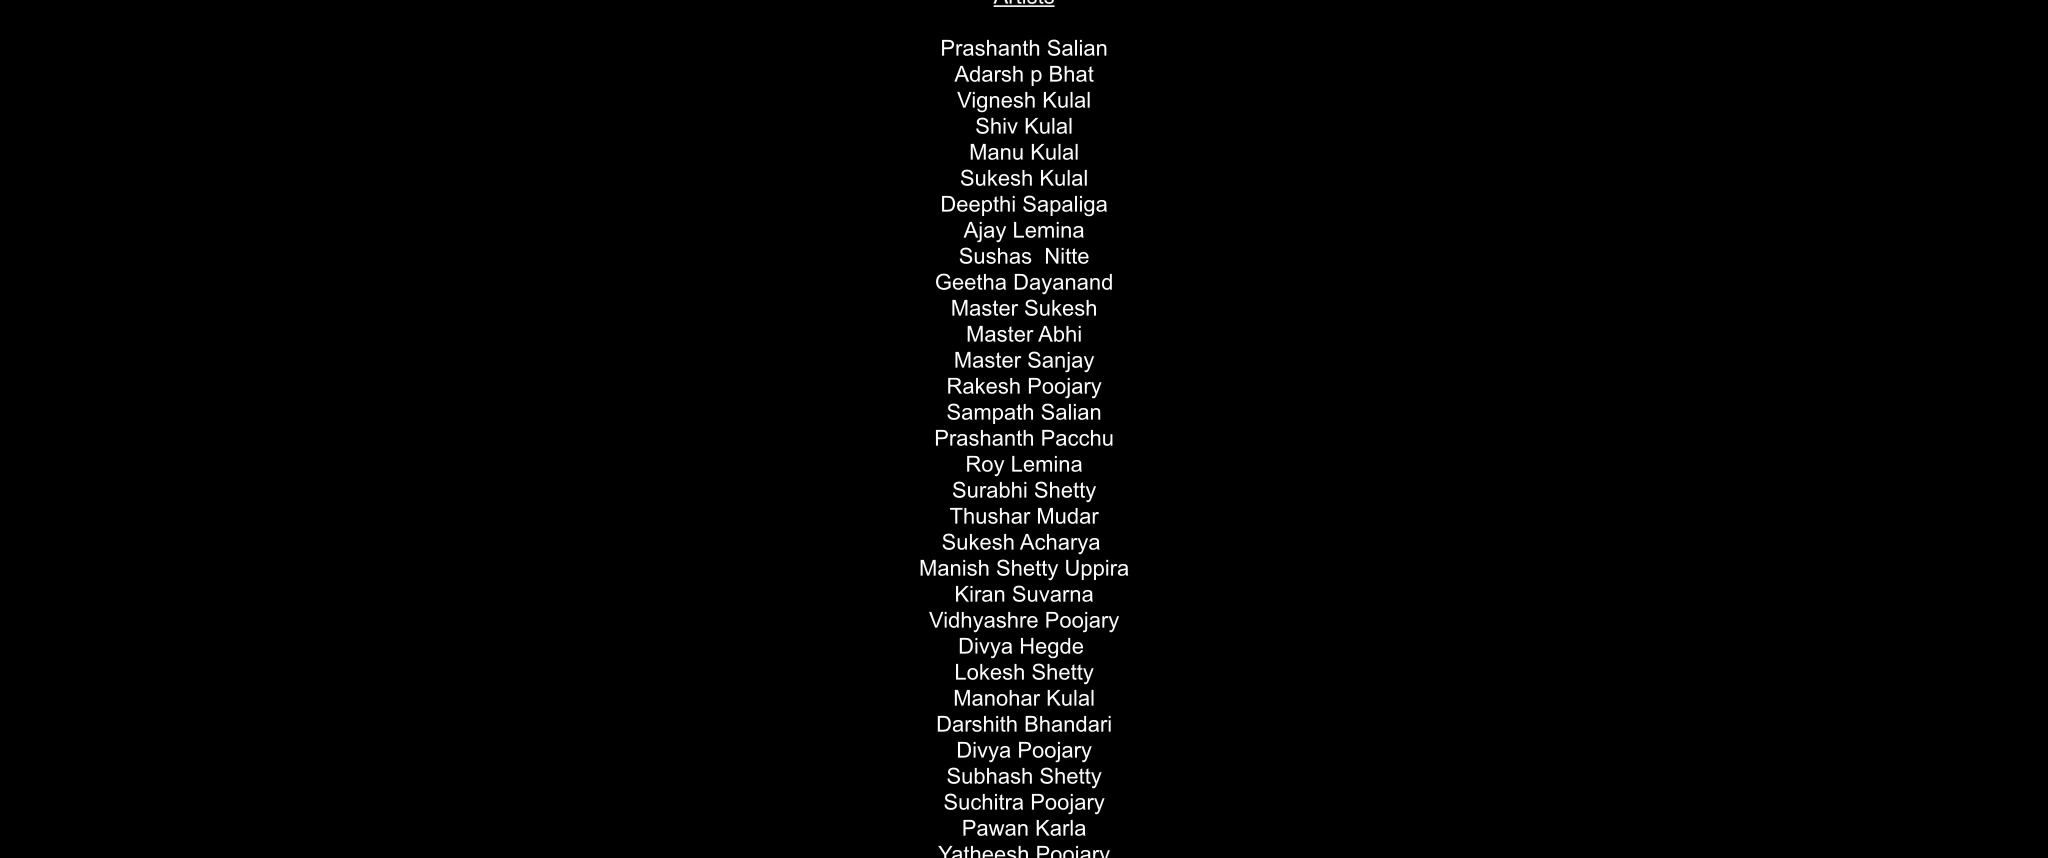 Artists
Prashanth Salian
Adarsh p Bhat
Vignesh Kulal
Shiv Kulal
Manu Kulal
Sukesh Kulal
Deepthi Sapaliga
Ajay Lemina
Sushas  Nitte
Geetha Dayanand
Master Sukesh
Master Abhi
Master Sanjay
Rakesh Poojary
Sampath Salian
Prashanth Pacchu
Roy Lemina
Surabhi Shetty
Thushar Mudar
Sukesh Acharya
Manish Shetty Uppira
Kiran Suvarna
Vidhyashre Poojary
Divya Hegde
Lokesh Shetty
Manohar Kulal
Darshith Bhandari
Divya Poojary
Subhash Shetty
Suchitra Poojary
Pawan Karla
Yatheesh Poojary